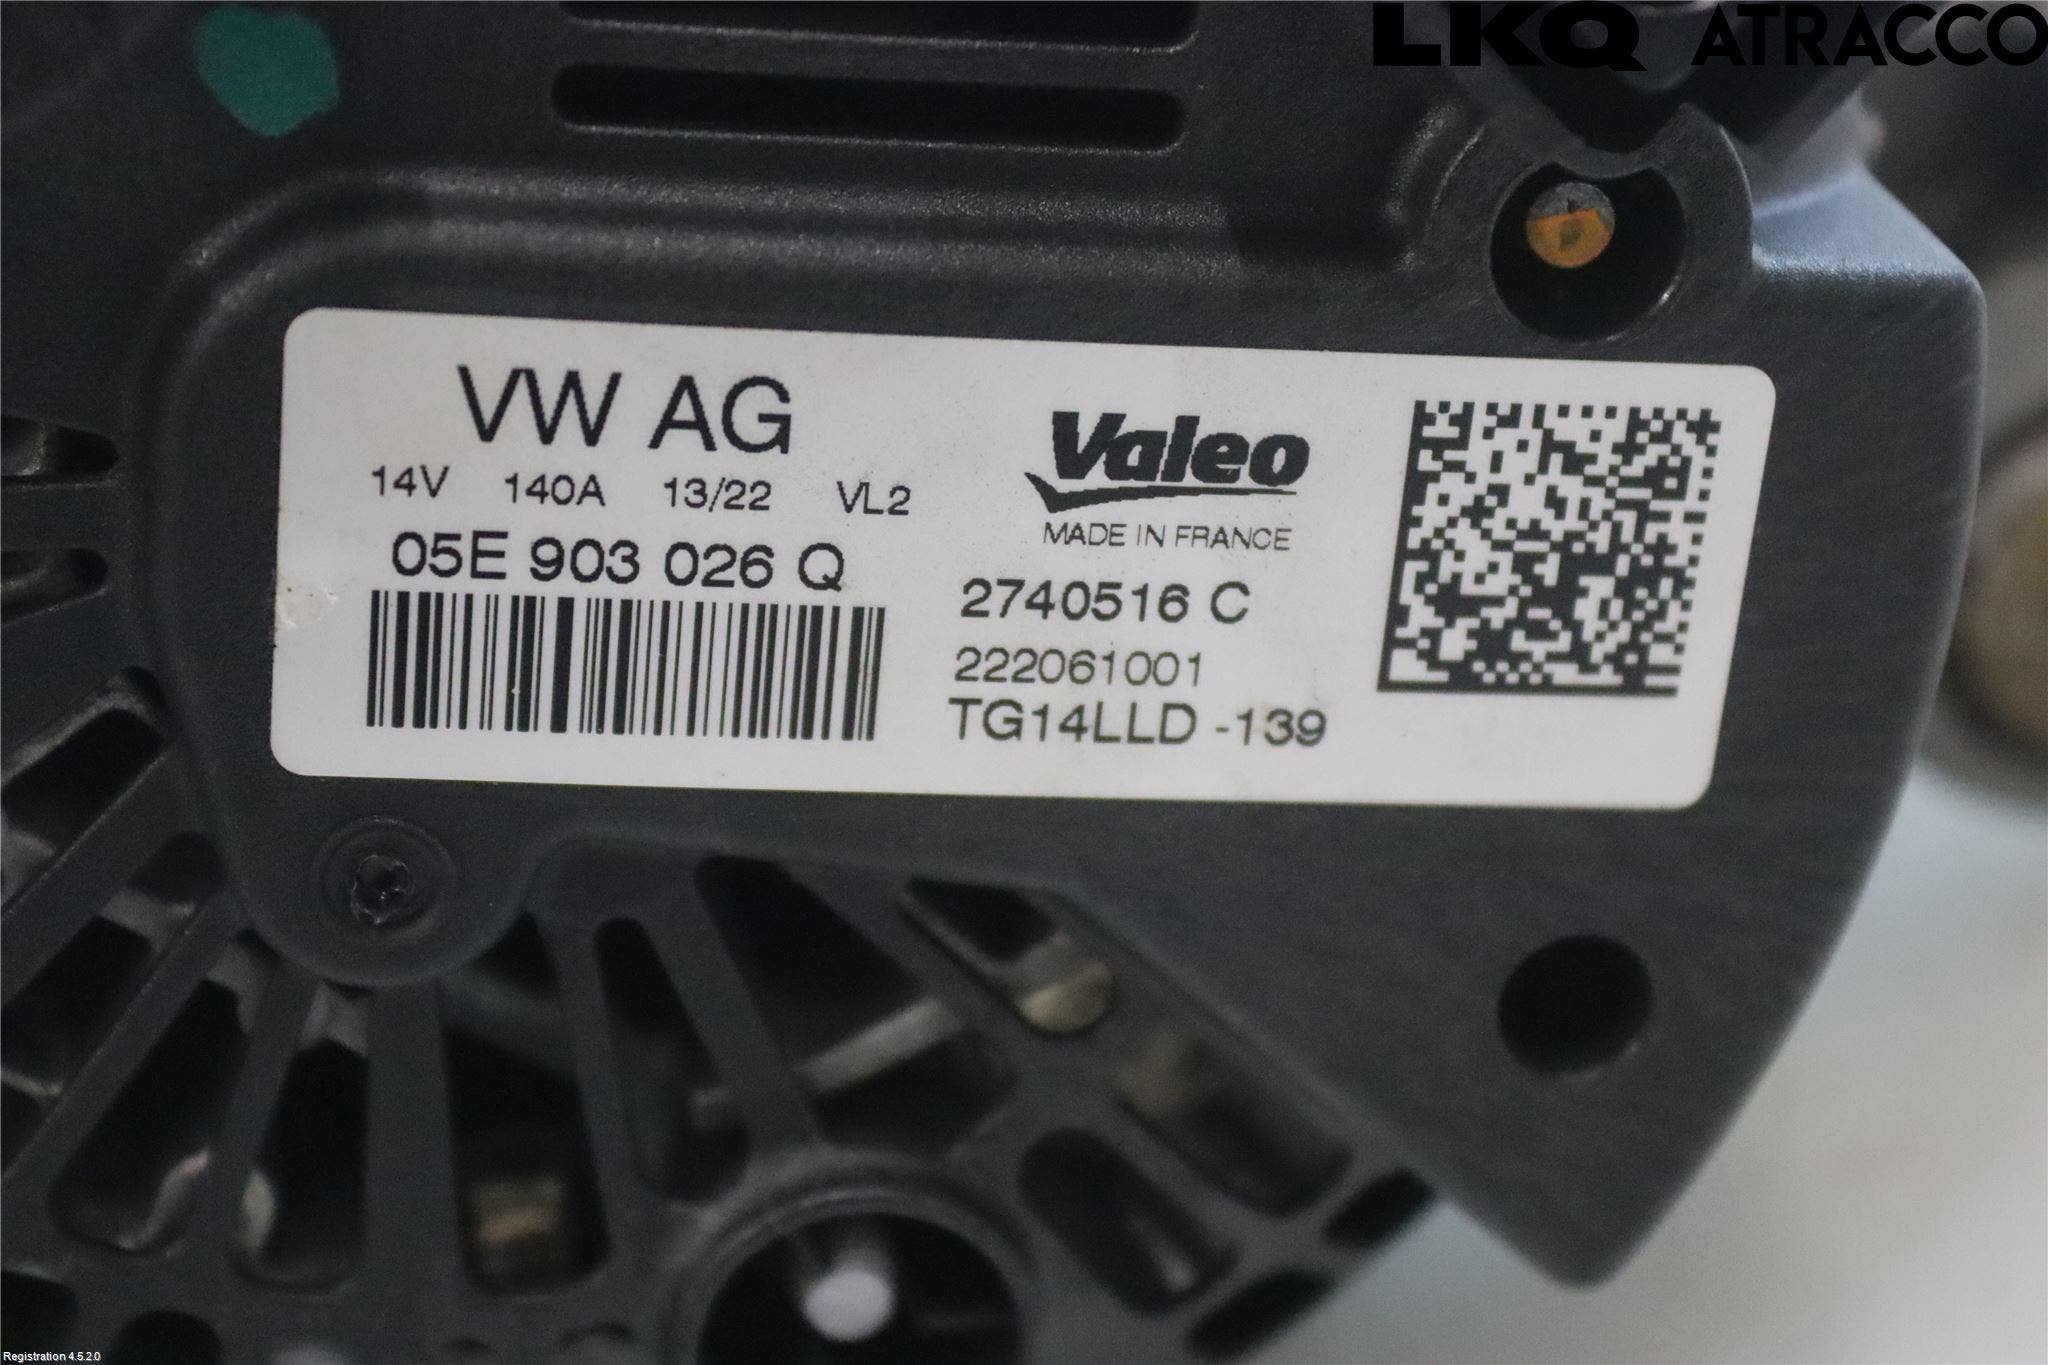 LKQ ATRACCO
VW AG
14V 140A 13/22 VL2
05E 903 026 Q
Valeo
MADE IN FRANCE
2740516 C
222061001
TG14LLD -139
Registration 4.5.2.0